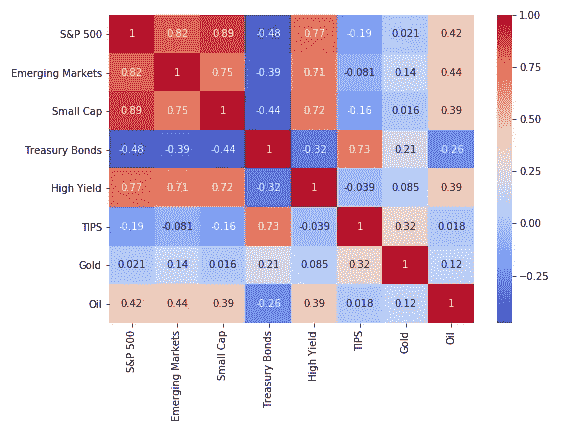 S&P 500 1 0.82 0.89 -0.48 0.77 -0.19 0.021 0.42
Emerging Markets 0.82 1 0.75 -0.39 0.71 -0.081 0.14 0.44
Small Cap 0.89 0.75 1 -0.44 0.72 -0.16 0.016 0.39
Treasury Bonds -0.48 -0.39 -0.44 1 -0.32 0.73 0.21 -0.26
High Yield 0.77 0.71 0.72 -0.32 1 -0.039 0.085 0.39
TIPS -0.19 -0.081 -0.16 0.73 -0.039 1 0.32 0.018
Gold 0.021 0.14 0.016 0.21 0.085 0.32 1 0.12
Oil 0.42 0.44 0.39 -0.26 0.39 0.018 0.12 1
S&P 500
Emerging Markets
Small Cap
Treasury Bonds
High Yield
TIPS
Gold
Oil
1.00
0.75
0.50
0.25
0.00
−0.25